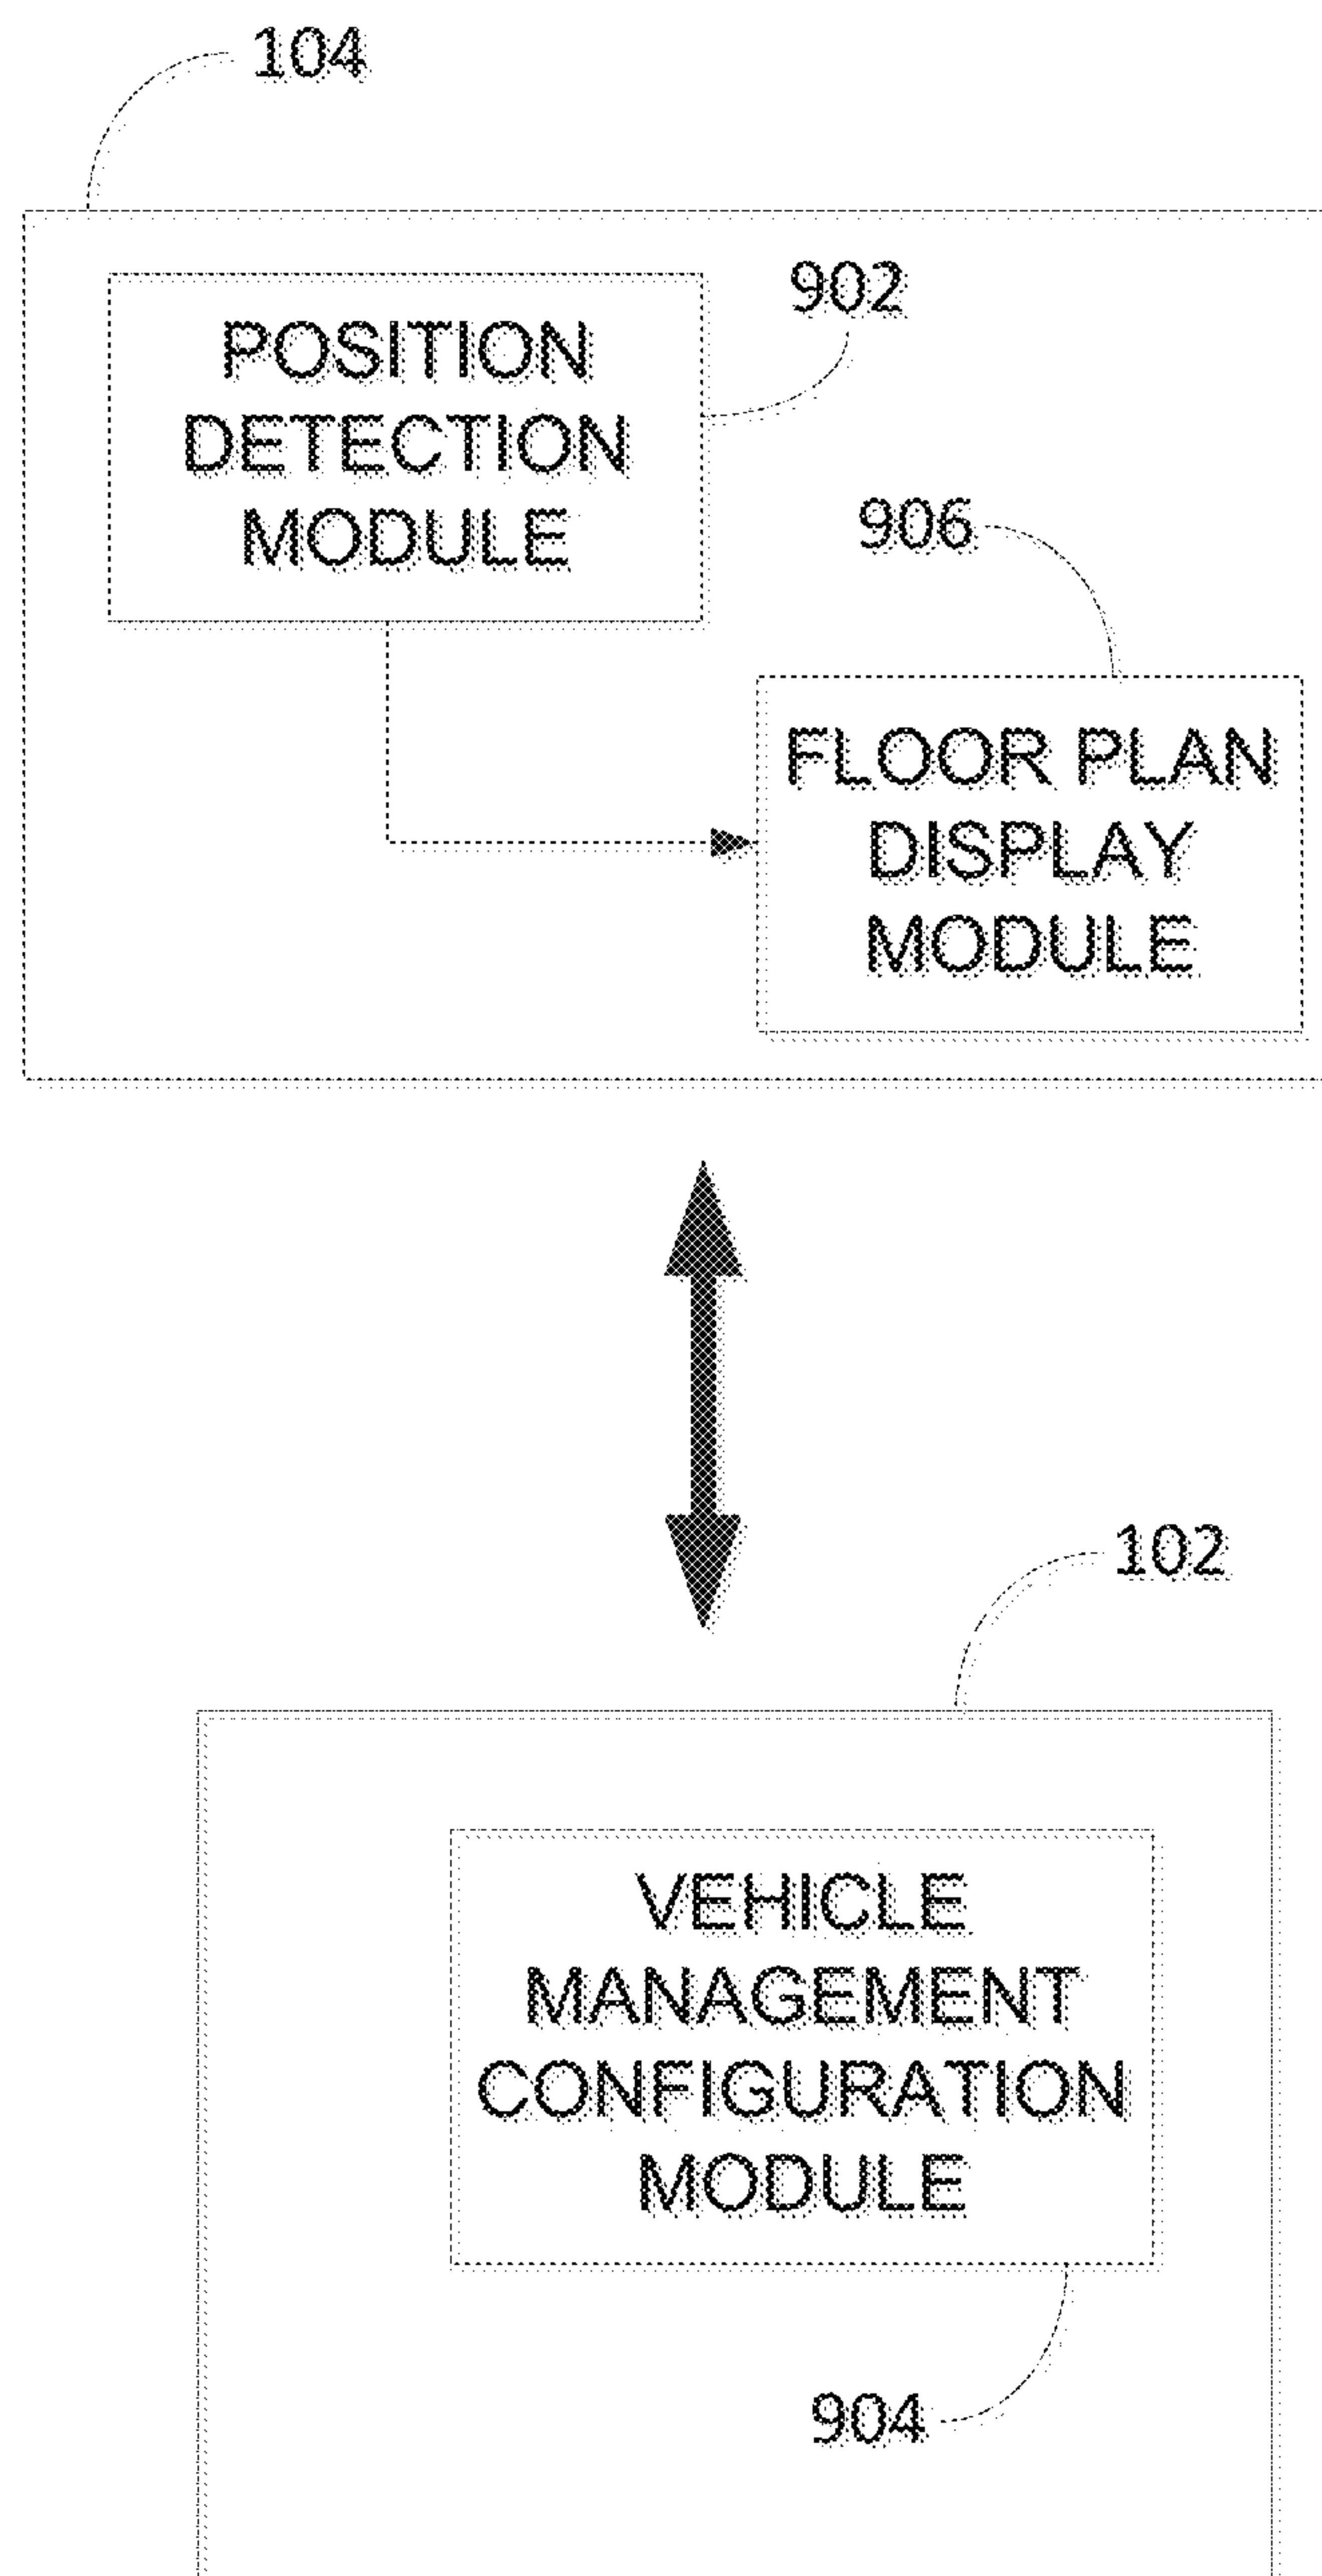 104
902
POSITION
DETECTION
MODULE
906
FLOOR PLAN
DISPLAY
MODULE
102
VEHICLE
MANAGEMENT
CONFIGURATION
MODULE
904